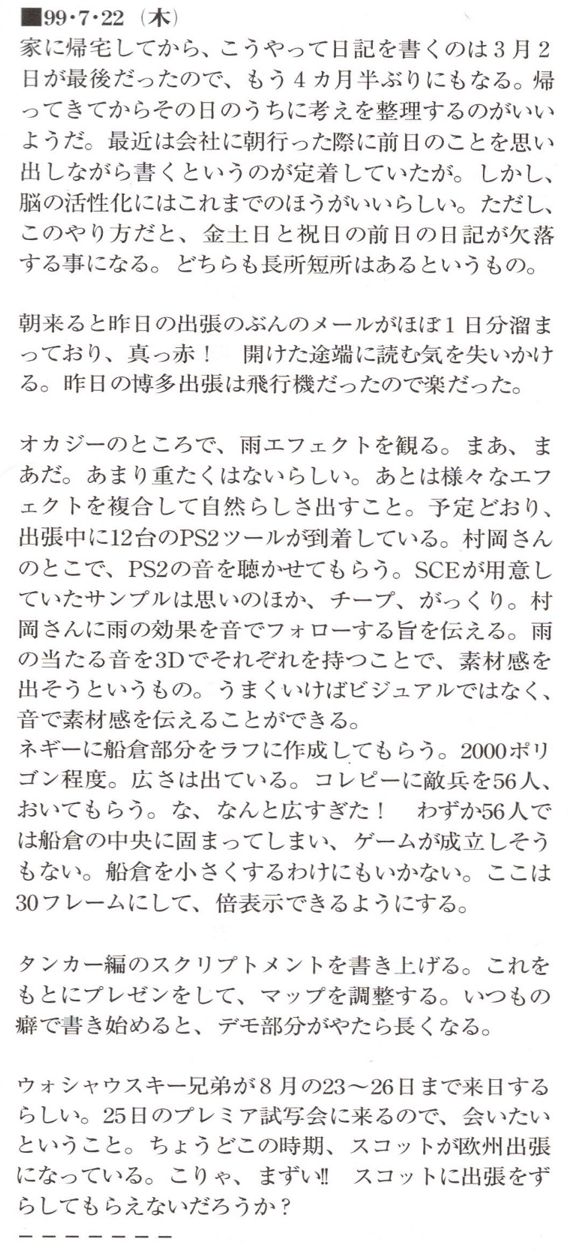 ■99・7・22（木）
家に帰宅してから、こうやって日記を書くのは３月２
日が最後だったので、もう４カ月半ぶりにもなる。帰
ってきてからその日のうちに考えを整理するのがいい
ようだ。最近は会社に朝行った際に前日のことを思い
出しながら書くというのが定着していたが。しかし、
脳の活性化にはこれまでのほうがいいらしい。ただし、
このやり方だと、金土日と祝日の前日の日記が欠落
する事になる。どちらも長所短所はあるというもの。
朝来ると昨日の出張のぶんのメールがほぼ１日分溜ま
っており、真っ赤！　開けた途端に読む気を失いかけ
る。昨日の博多出張は飛行機だったので楽だった。
オカジーのところで、雨エフェクトを観る。まあ、ま
あだ。あまり重たくはないらしい。あとは様々なエフ
ェクトを複合して自然らしさ出すこと。予定どおり、
出張中に12台のPS2ツールが到着している。村岡さん
のとこで、PS2の音を聴かせてもらう。SCEが用意し
ていたサンプルは思いのほか、チープ、がっくり。村
岡さんに雨の効果を音でフォローする旨を伝える。雨
の当たる音を3Dでそれぞれを持つことで、素材感を
出そうというもの。うまくいけばビジュアルではなく、
音で素材感を伝えることができる。
ネギーに船倉部分をラフに作成してもらう。2000ポリ
ゴン程度。広さは出ている。コレピーに敵兵を56人、
おいてもらう。な、なんと広すぎた！　わずか56人で
は船倉の中央に固まってしまい、ゲームが成立しそう
もない。船倉を小さくするわけにもいかない。ここは
30フレームにして、倍表示できるようにする。
タンカー編のスクリプトメントを書き上げる。これを
もとにプレゼンをして、マップを調整する。いつもの
癖で書き始めると、デモ部分がやたら長くなる。
ウォシャウスキー兄弟が８月の23〜26日まで来日する
らしい。25日のプレミア試写会に来るので、会いたい
ということ。ちょうどこの時期、スコットが欧州出張
になっている。こりゃ、まずい!!　スコットに出張をず
らしてもらえないだろうか？
－－－－－－－